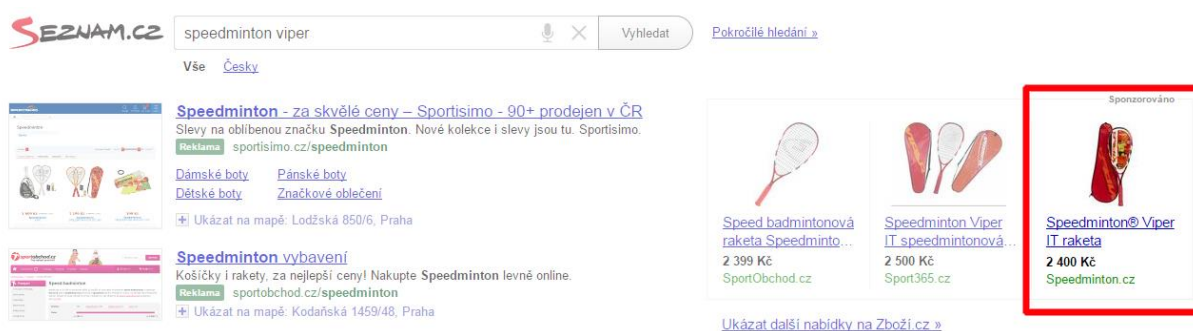 SEZNAM.CZ
speedminton viper
Vyhledat
Pokročilé hledání »
Vše Česky
Speedminton - za skvělé ceny – Sportisimo - 90+ prodejen v ČR
Slevy na oblíbenou značku Speedminton. Nové kolekce i slevy jsou tu. Sportisimo.
Reklama sportisimo.cz/speedminton
Dámské boty Pánské boty
Dětské boty Značkové oblečení
Ukázat na mapě: Lodžská 850/6, Praha
Speedminton vybavení
Košíčky i rakety, za nejlepší ceny! Nakupte Speedminton levně online.
Reklama sportobchod.cz/speedminton
Ukázat na mapě: Kodaňská 1459/48, Praha
Sponzorováno
Speed badmintonová
raketa Speedminto...
2 399 Kč
SportObchod.cz
Speedminton Viper
IT speedmintonová...
2 500 Kč
Sport365.cz
Speedminton® Viper
IT raketa
2 400 Kč
Speedminton.cz
Ukázat další nabídky na Zboží.cz »